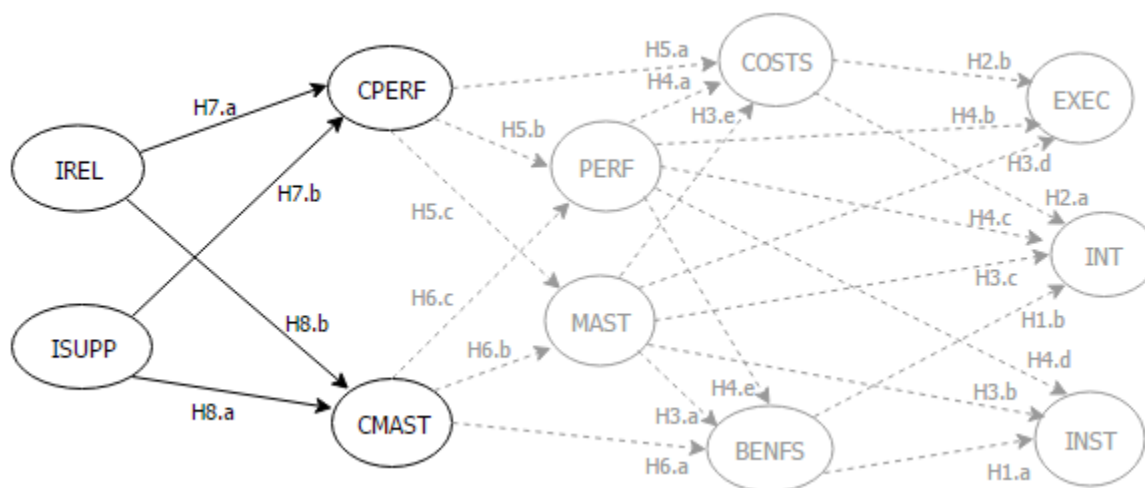 COSTS
H5.a
H2.b
CPERF
H4.a
EXEC
H7.a
H3.e
H4.b
H5.b
PERF
H3.d
IREL
H7.b
H2.a
H5.c
H4.c
INT
H3.c
H6.c
MAST
H8.b
H1.b
ISUPP
H6.b
H4.d
H4.e
H3.b
H8.a
H3.a
CMAST
BENFS
INST
H6.a
H1.a